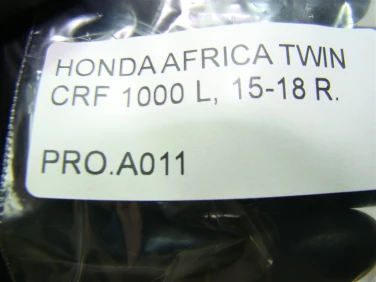 HONDA AFRICA TWIN
CRF 1000 L, 15-18 R.
PRO.A011